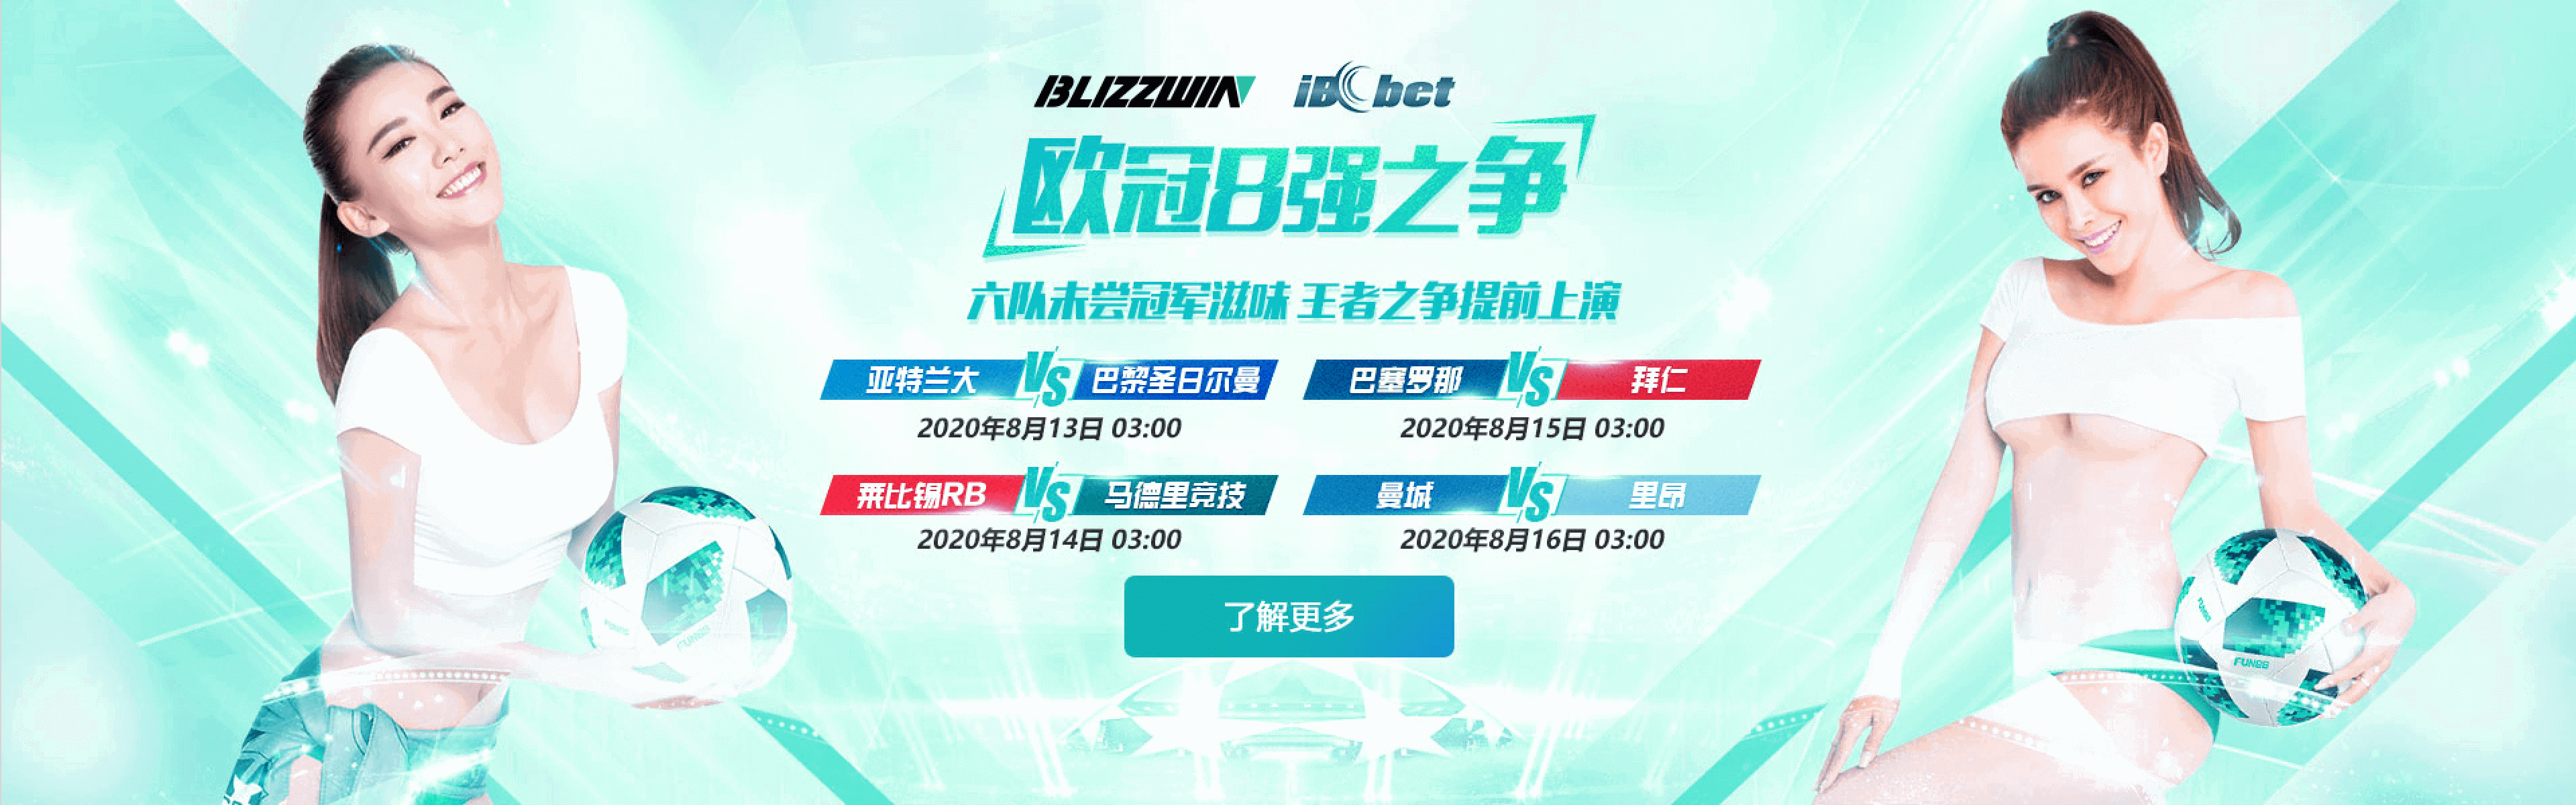 BLIZZWIN iBCbet
欧冠8强之争
六队未尝冠军滋味 王者之争提前上演
亚特兰大 VS 巴黎圣日尔曼
2020年8月13日 03:00
巴塞罗那 VS 拜仁
2020年8月15日 03:00
莱比锡RB VS 马德里竞技
2020年8月14日 03:00
曼城 VS 里昂
2020年8月16日 03:00
了解更多
FUN88
FUN88